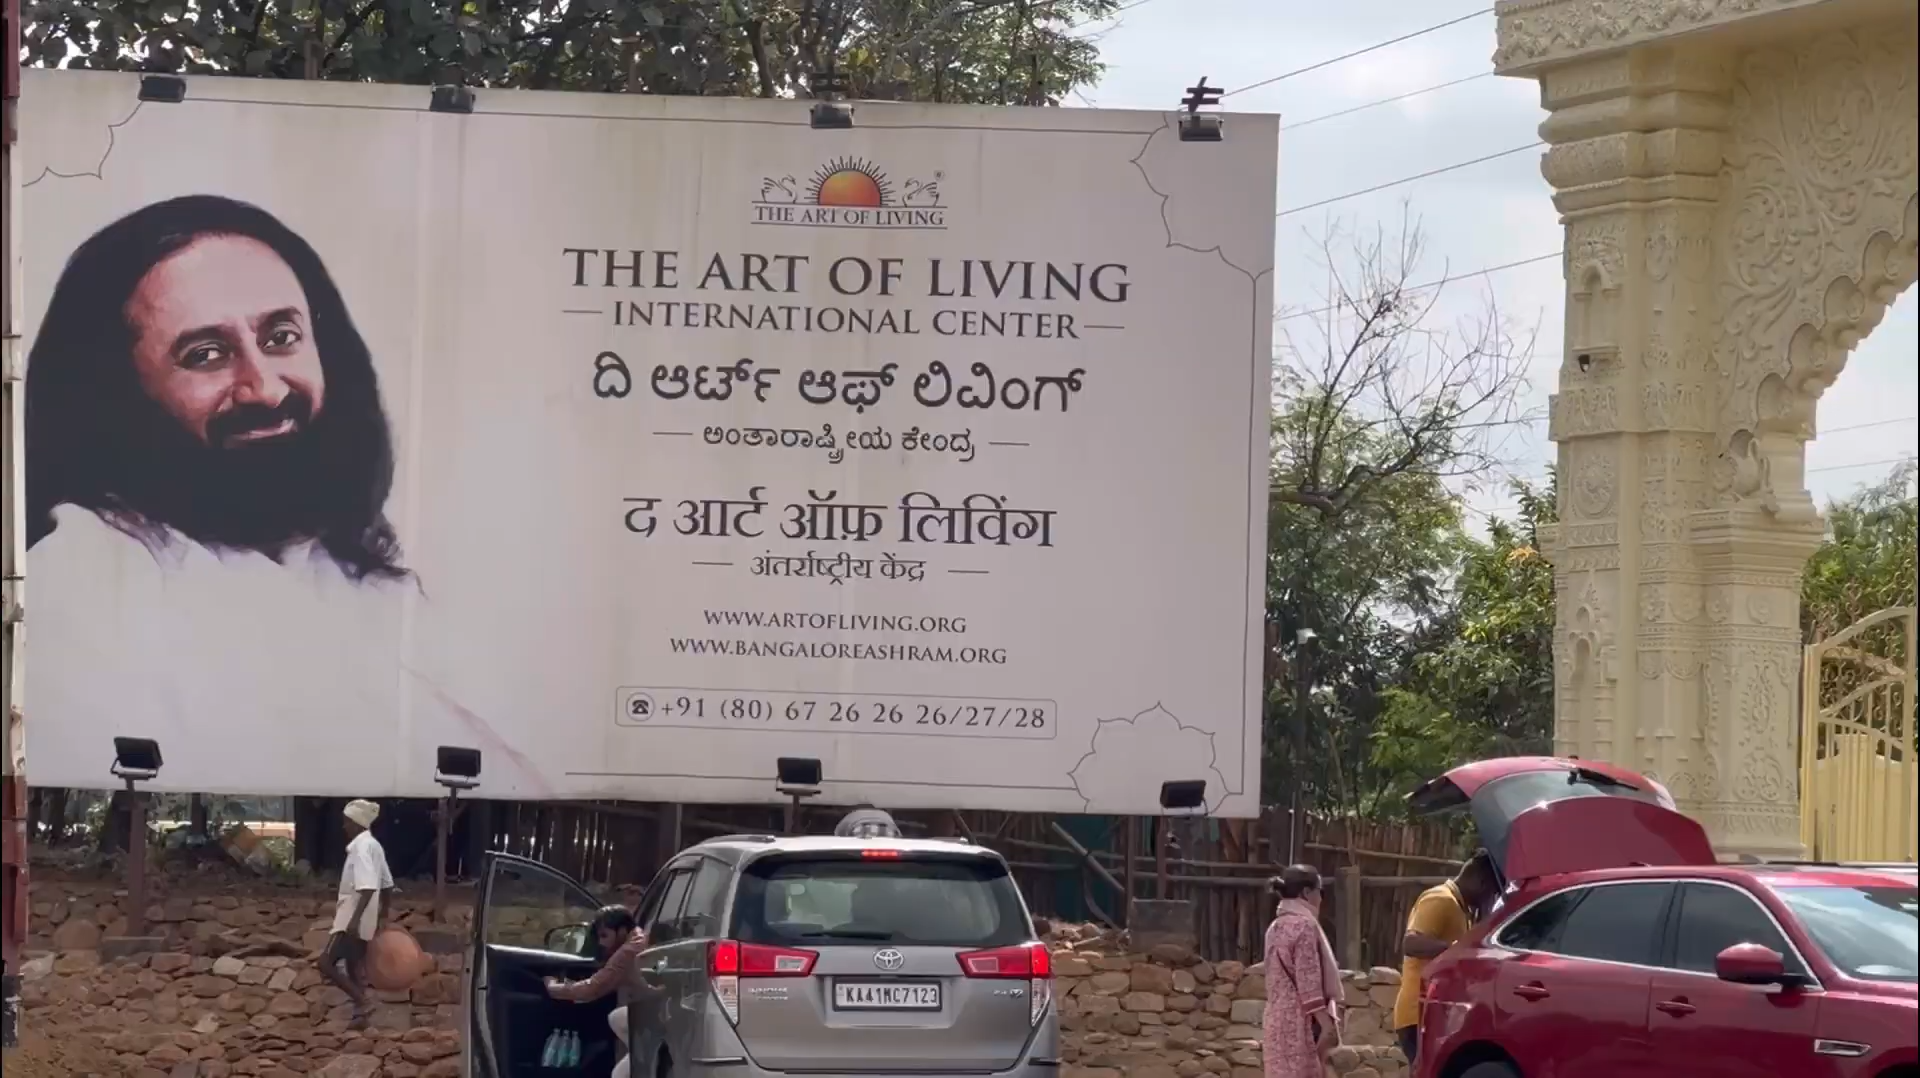 THE ART OF LIVING
THE ART OF LIVING
INTERNATIONAL CENTER
ದಿ ಆರ್ಟ್ ಆಫ್ ಲಿವಿಂಗ್
ಅಂತಾರಾಷ್ಟ್ರೀಯ ಕೇಂದ್ರ
द आर्ट ऑफ़ लिविंग
अंतर्राष्ट्रीय केंद्र
WWW.ARTOFLIVING.ORG
WWW.BANGALOREASHRAM.ORG
+91 (80) 67 26 26 26/27/28
KA41MC7123